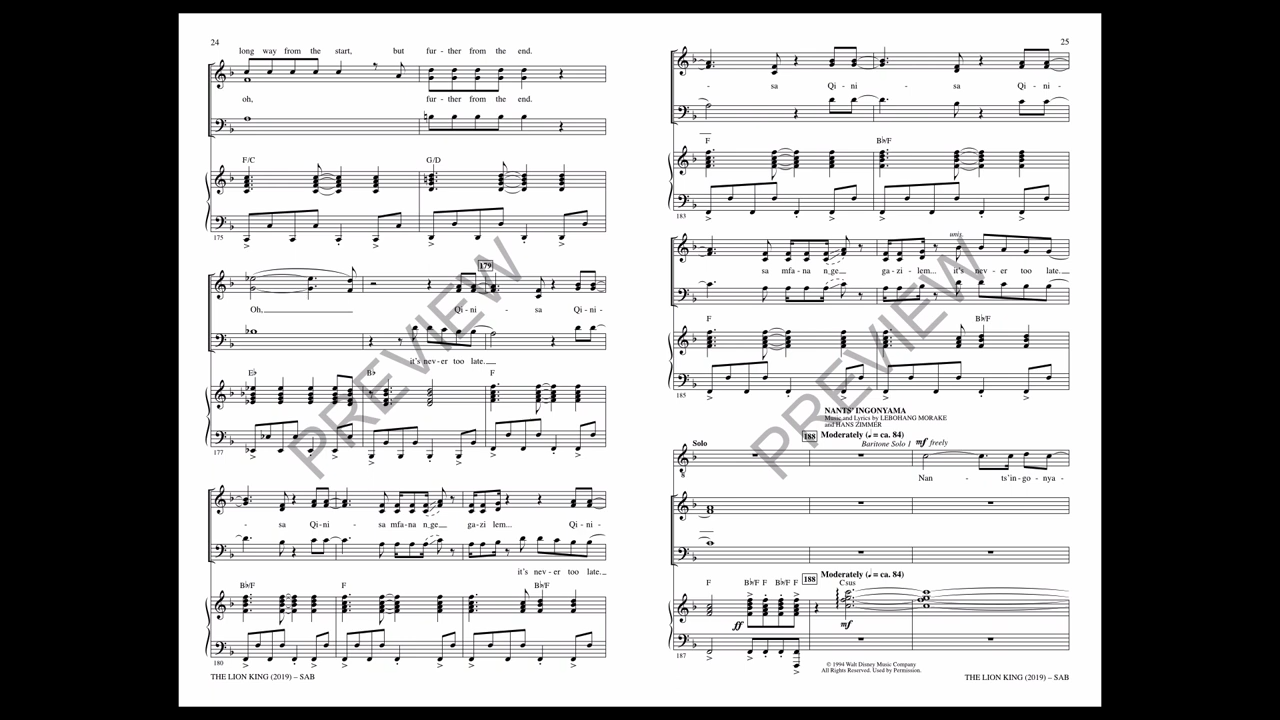 24
long way from the start, but fur - ther from the end.
oh, fur - ther from the end.
F/C G/D
175
179
Oh, Qi - ni - sa Qi - ni -
it's nev - er too late.
E♭ B♭ F
177
sa Qi - ni - sa mfa - na n ge ga - zi lem... Qi - ni -
it's nev - er too late.
B♭/F F B♭/F
180
THE LION KING (2019) – SAB
25
- sa Qi - ni - sa Qi - ni -
F B♭/F
183
unis.
sa mfa - na n ge ga - zi - lem... it's nev - er too late.
F B♭/F
185
NANTS' INGONYAMA
Music and Lyrics by LEBOHANG MORAKE
and HANS ZIMMER
188 Moderately (♩ = ca. 84)
Solo Baritone Solo 1 mf freely
8
Nan - ts'in - go - nya -
188 Moderately (♩ = ca. 84)
F B♭/F F B♭/F F Csus
ff mf
187
© 1994 Walt Disney Music Company
All Rights Reserved. Used by Permission.
THE LION KING (2019) – SAB
PREVIEW
PREVIEW